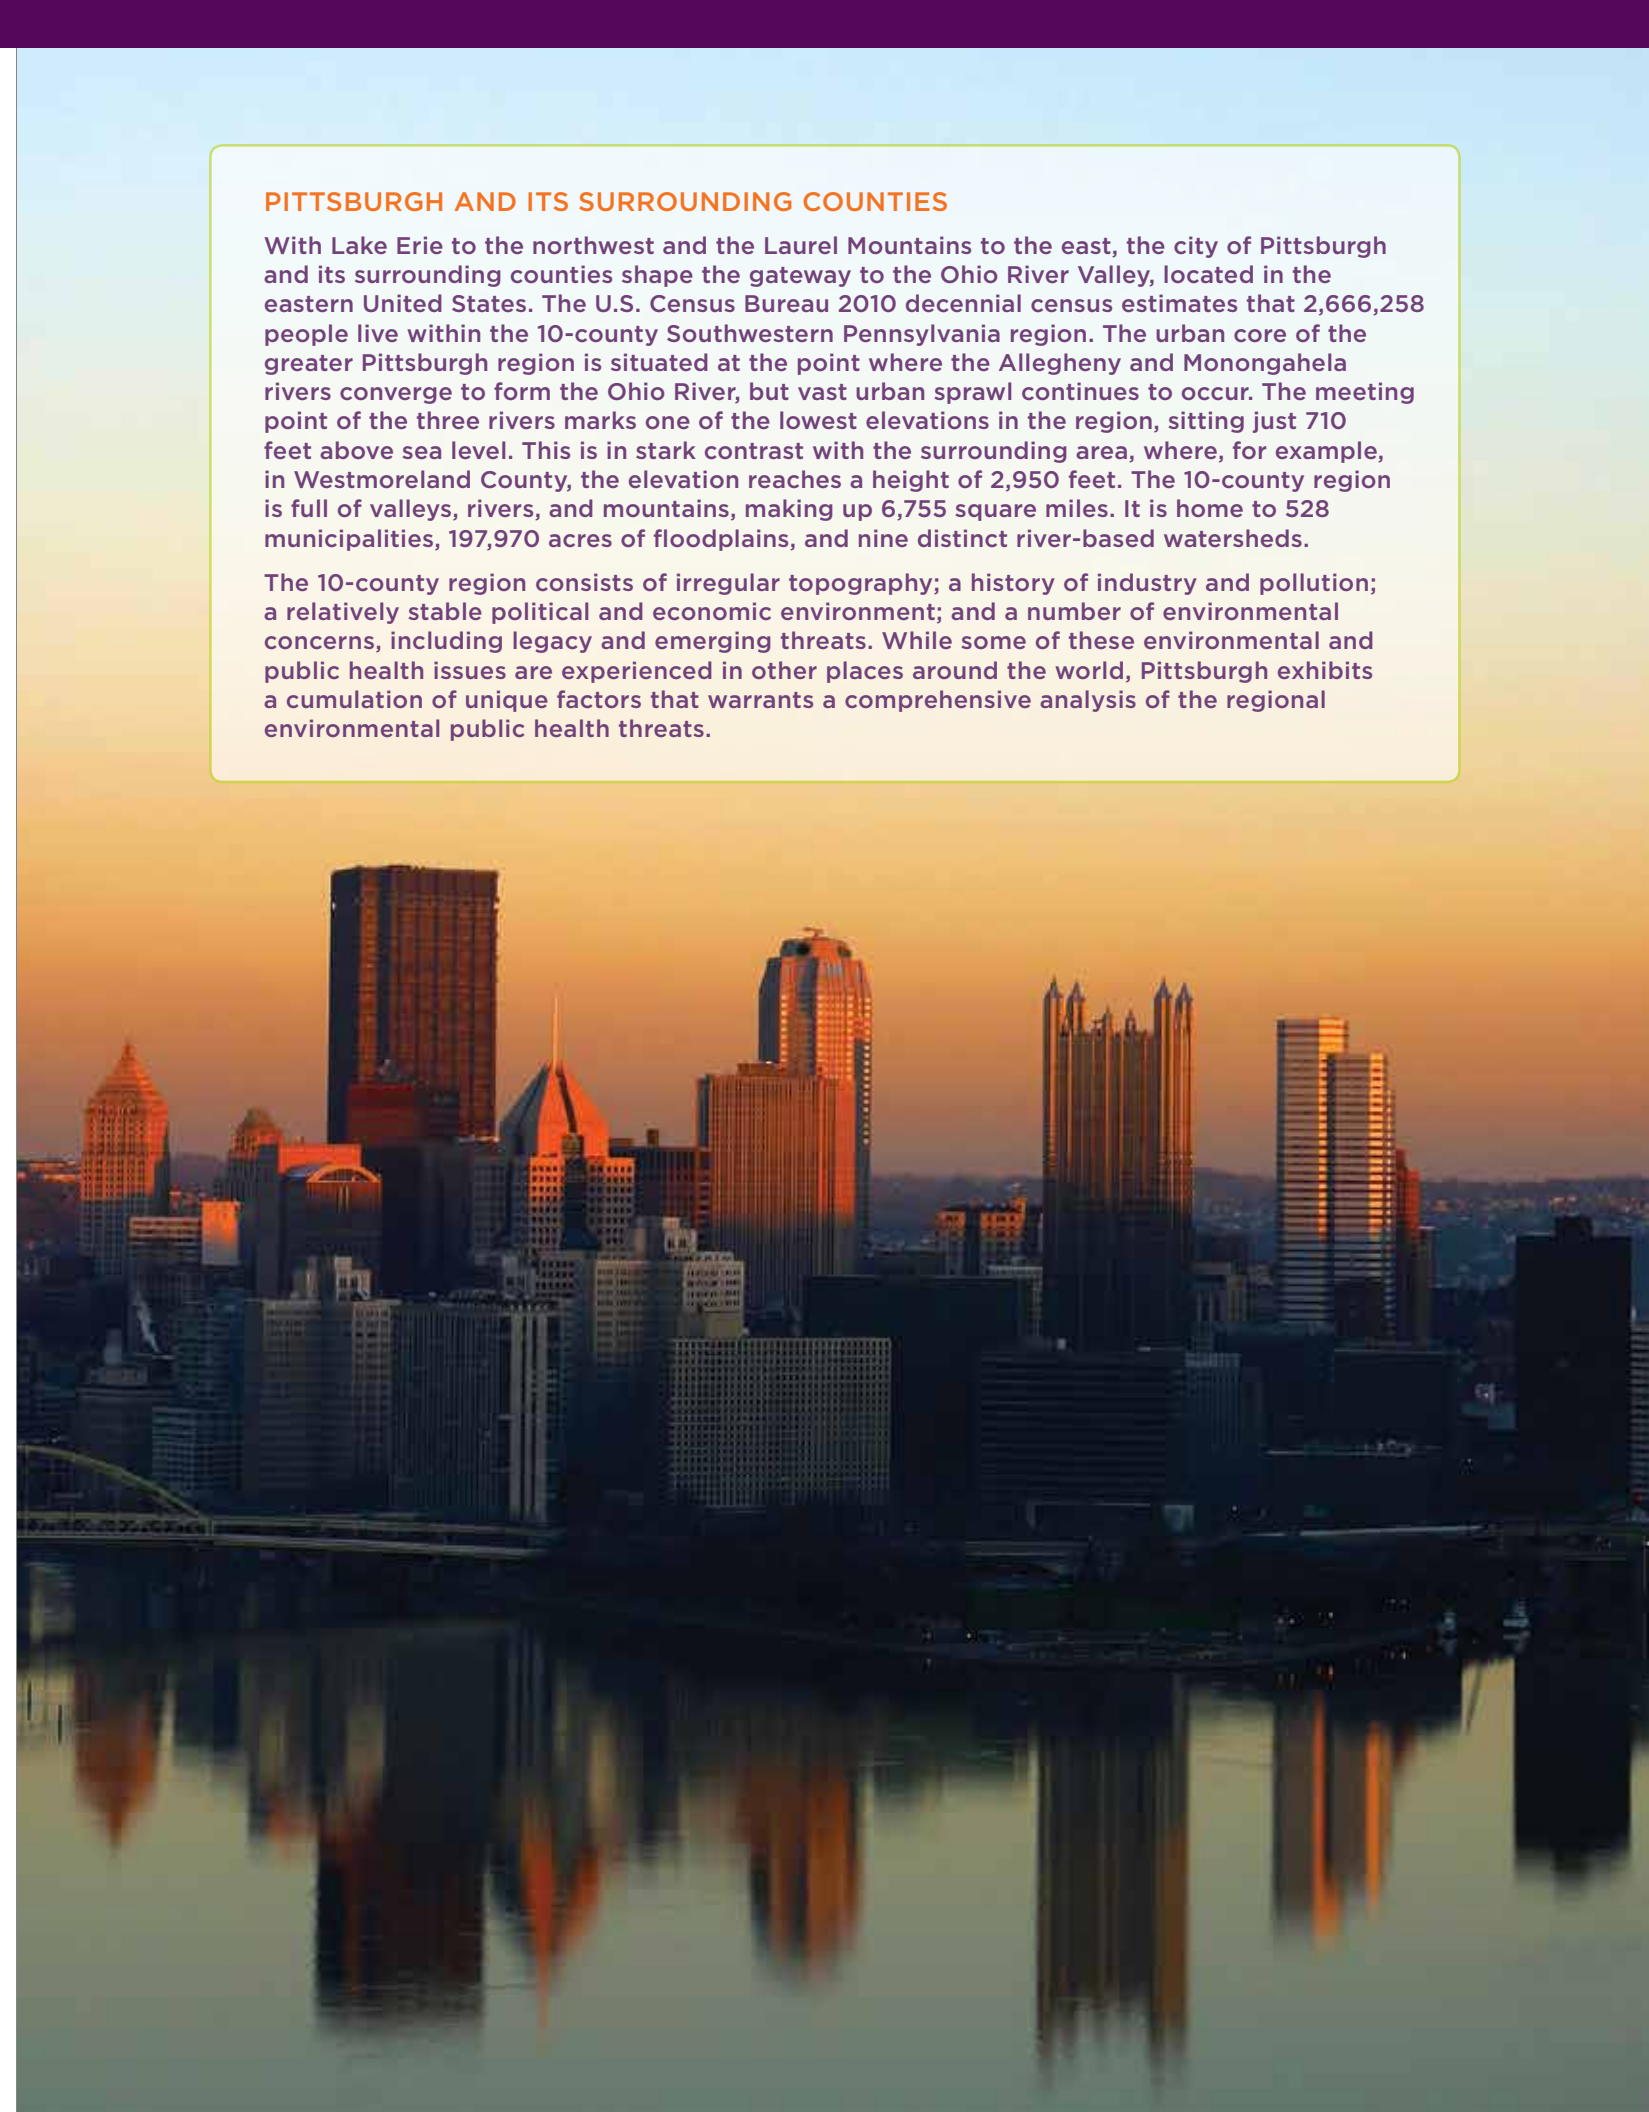 PITTSBURGH AND ITS SURROUNDING COUNTIES
With Lake Erie to the northwest and the Laurel Mountains to the east, the city of Pittsburgh
and its surrounding counties shape the gateway to the Ohio River Valley, located in the
eastern United States. The U.S. Census Bureau 2010 decennial census estimates that 2,666,258
people live within the 10-county Southwestern Pennsylvania region. The urban core of the
greater Pittsburgh region is situated at the point where the Allegheny and Monongahela
rivers converge to form the Ohio River, but vast urban sprawl continues to occur. The meeting
point of the three rivers marks one of the lowest elevations in the region, sitting just 710
feet above sea level. This is in stark contrast with the surrounding area, where, for example,
in Westmoreland County, the elevation reaches a height of 2,950 feet. The 10-county region
is full of valleys, rivers, and mountains, making up 6,755 square miles. It is home to 528
municipalities, 197,970 acres of floodplains, and nine distinct river-based watersheds.
The 10-county region consists of irregular topography; a history of industry and pollution;
a relatively stable political and economic environment; and a number of environmental
concerns, including legacy and emerging threats. While some of these environmental and
public health issues are experienced in other places around the world, Pittsburgh exhibits
a cumulation of unique factors that warrants a comprehensive analysis of the regional
environmental public health threats.